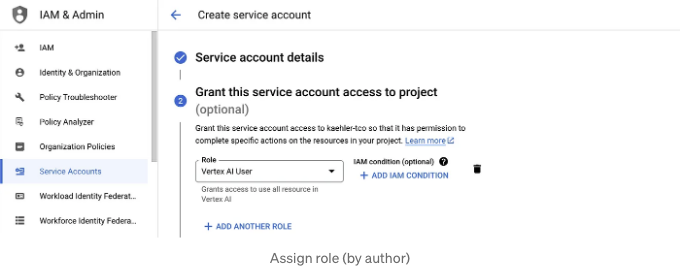 IAM & Admin
Create service account
IAM
Identity & Organization
Policy Troubleshooter
Policy Analyzer
Organization Policies
Service Accounts
Workload Identity Federat...
Workforce Identity Federa...
Service account details
2
Grant this service account access to project
(optional)
Grant this service account access to kaehler-tco so that it has permission to
complete specific actions on the resources in your project. Learn more
Role
Vertex AI User
IAM condition (optional) ?
+ ADD IAM CONDITION
Grants access to use all resource in
Vertex AI
+ ADD ANOTHER ROLE
Assign role (by author)